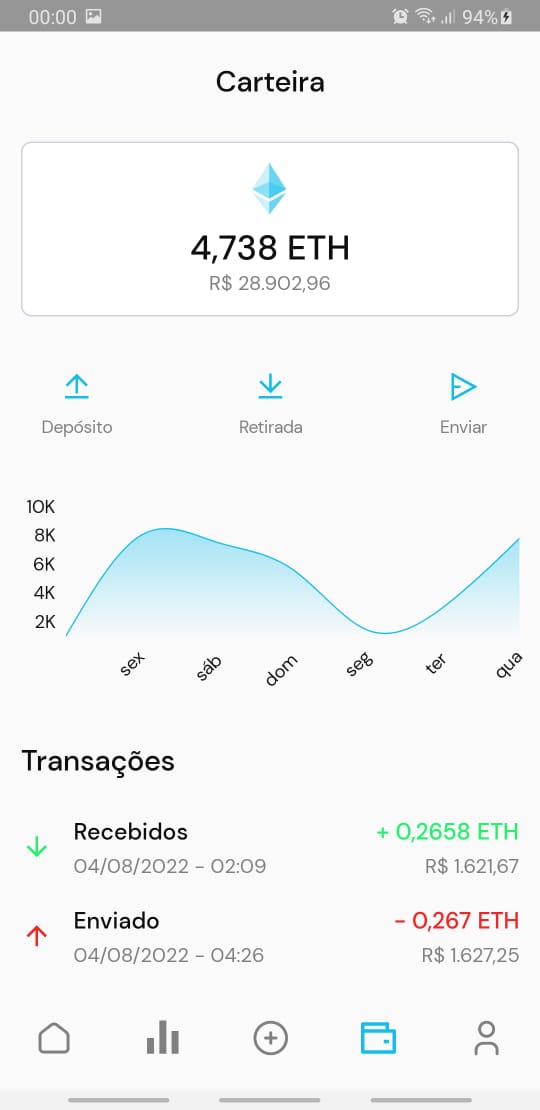 00:00 94%
Carteira
4,738 ETH
R$ 28.902,96
Depósito Retirada Enviar
10K
8K
6K
4K
2K
sex sáb dom seg ter qua
Transações
Recebidos + 0,2658 ETH
04/08/2022 - 02:09 R$ 1.621,67
Enviado - 0,267 ETH
04/08/2022 - 04:26 R$ 1.627,25